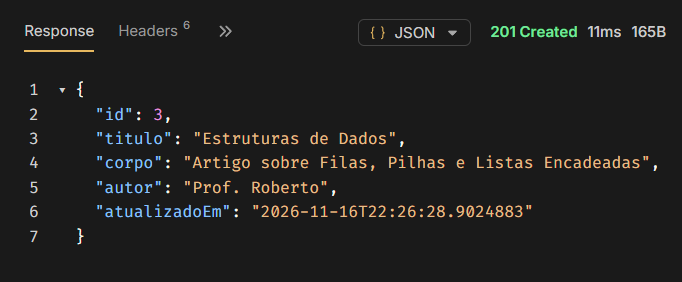 Response Headers 6 >> { } JSON 201 Created 11ms 165B
1 {
2 "id": 3,
3 "titulo": "Estruturas de Dados",
4 "corpo": "Artigo sobre Filas, Pilhas e Listas Encadeadas",
5 "autor": "Prof. Roberto",
6 "atualizadoEm": "2026-11-16T22:26:28.9024883"
7 }